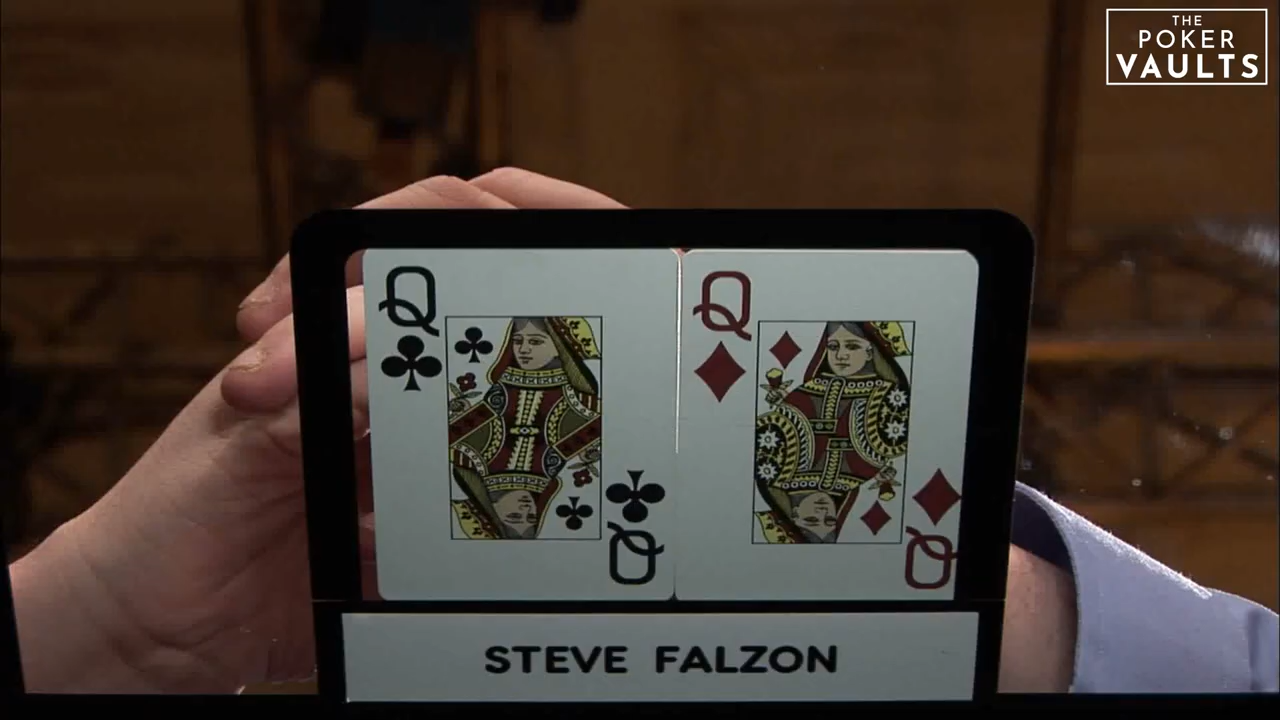 THE
POKER
VAULTS
Q Q
STEVE FALZON
Q Q